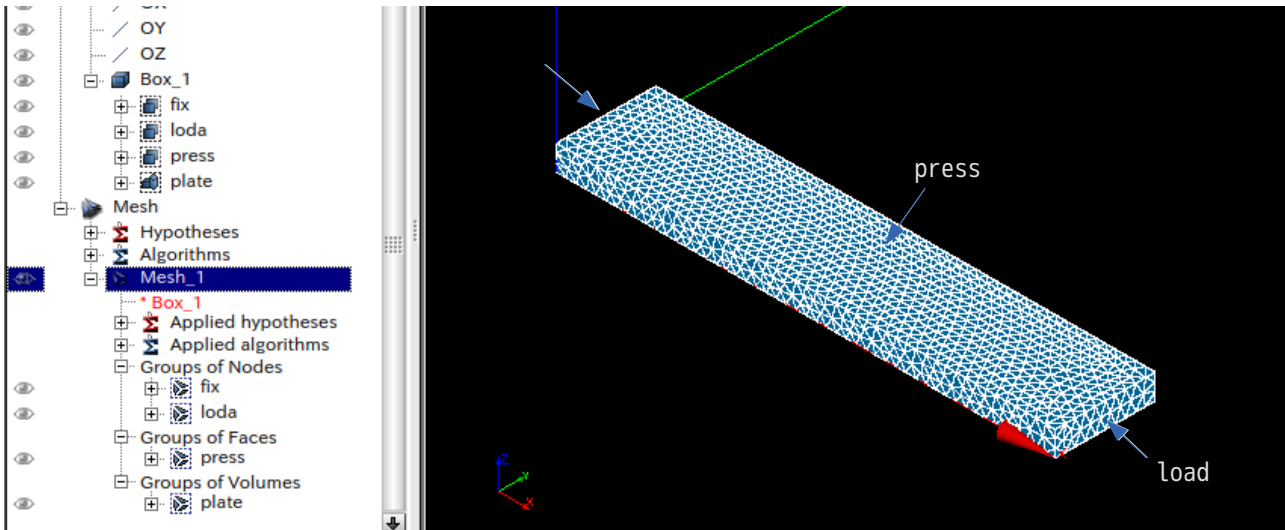 OX
OY
OZ
Box_1
fix
loda
press
plate
Mesh
Hypotheses
Algorithms
Mesh_1
* Box_1
Applied hypotheses
Applied algorithms
Groups of Nodes
fix
loda
Groups of Faces
press
Groups of Volumes
plate
press
load
Z
Y
X